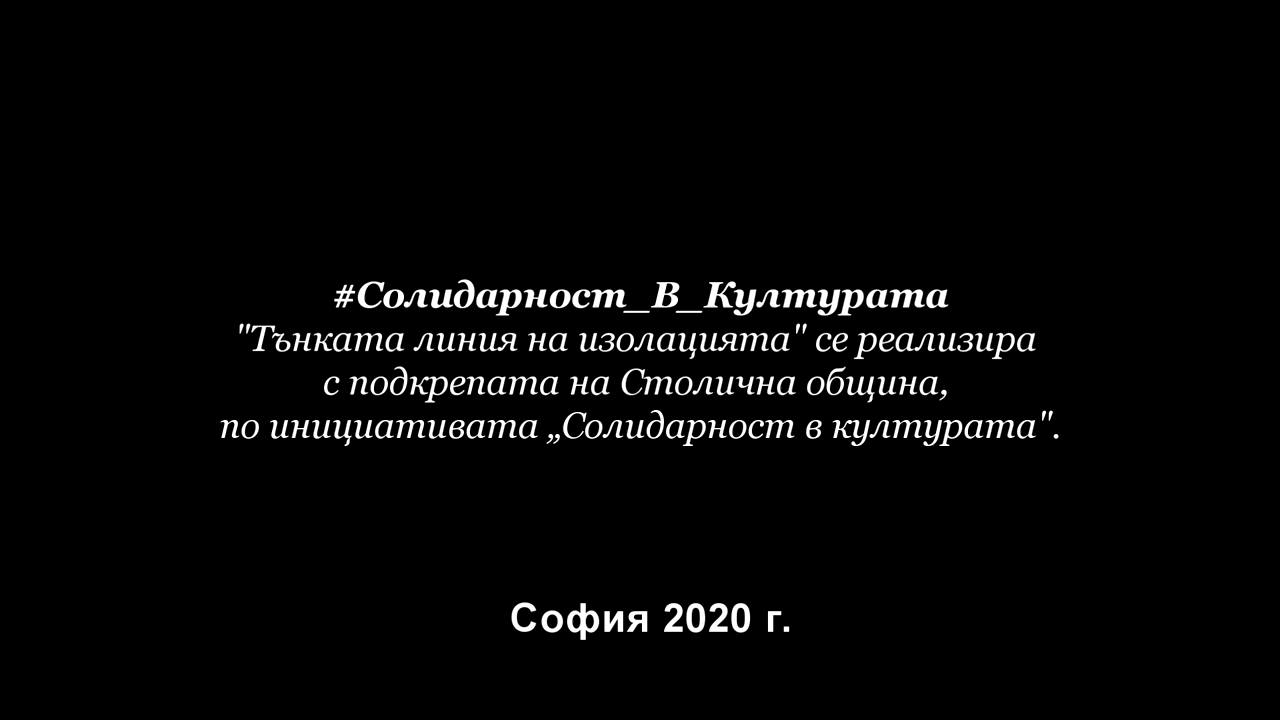 #Солидарност_В_Културата
"Тънката линия на изолацията" се реализира
с подкрепата на Столична община,
по инициативата „Солидарност в културата".
София 2020 г.